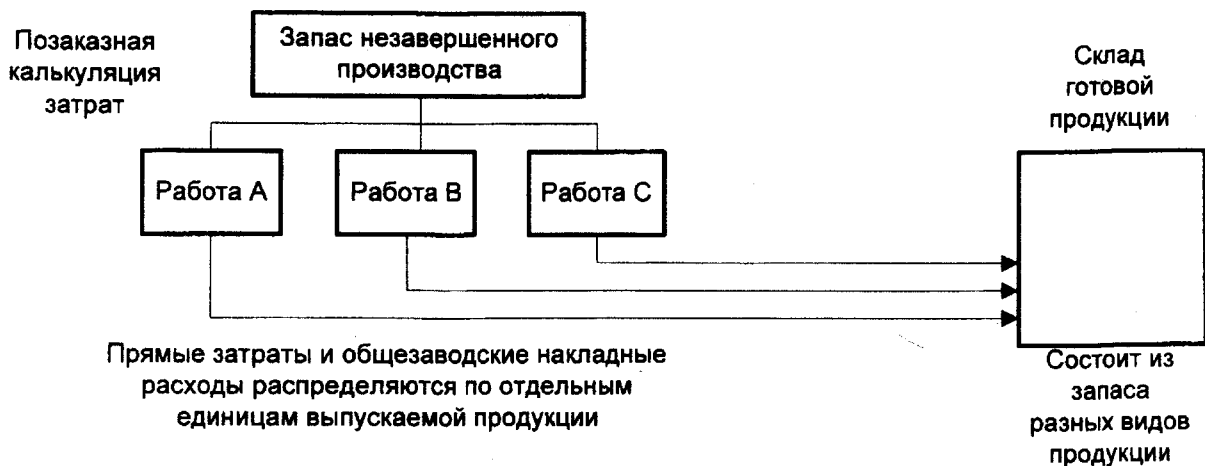 Позаказная
калькуляция
затрат
Запас незавершенного
производства
Склад
готовой
продукции
Работа А
Работа В
Работа С
Прямые затраты и общезаводские накладные
расходы распределяются по отдельным
единицам выпускаемой продукции
Состоит из
запаса
разных видов
продукции